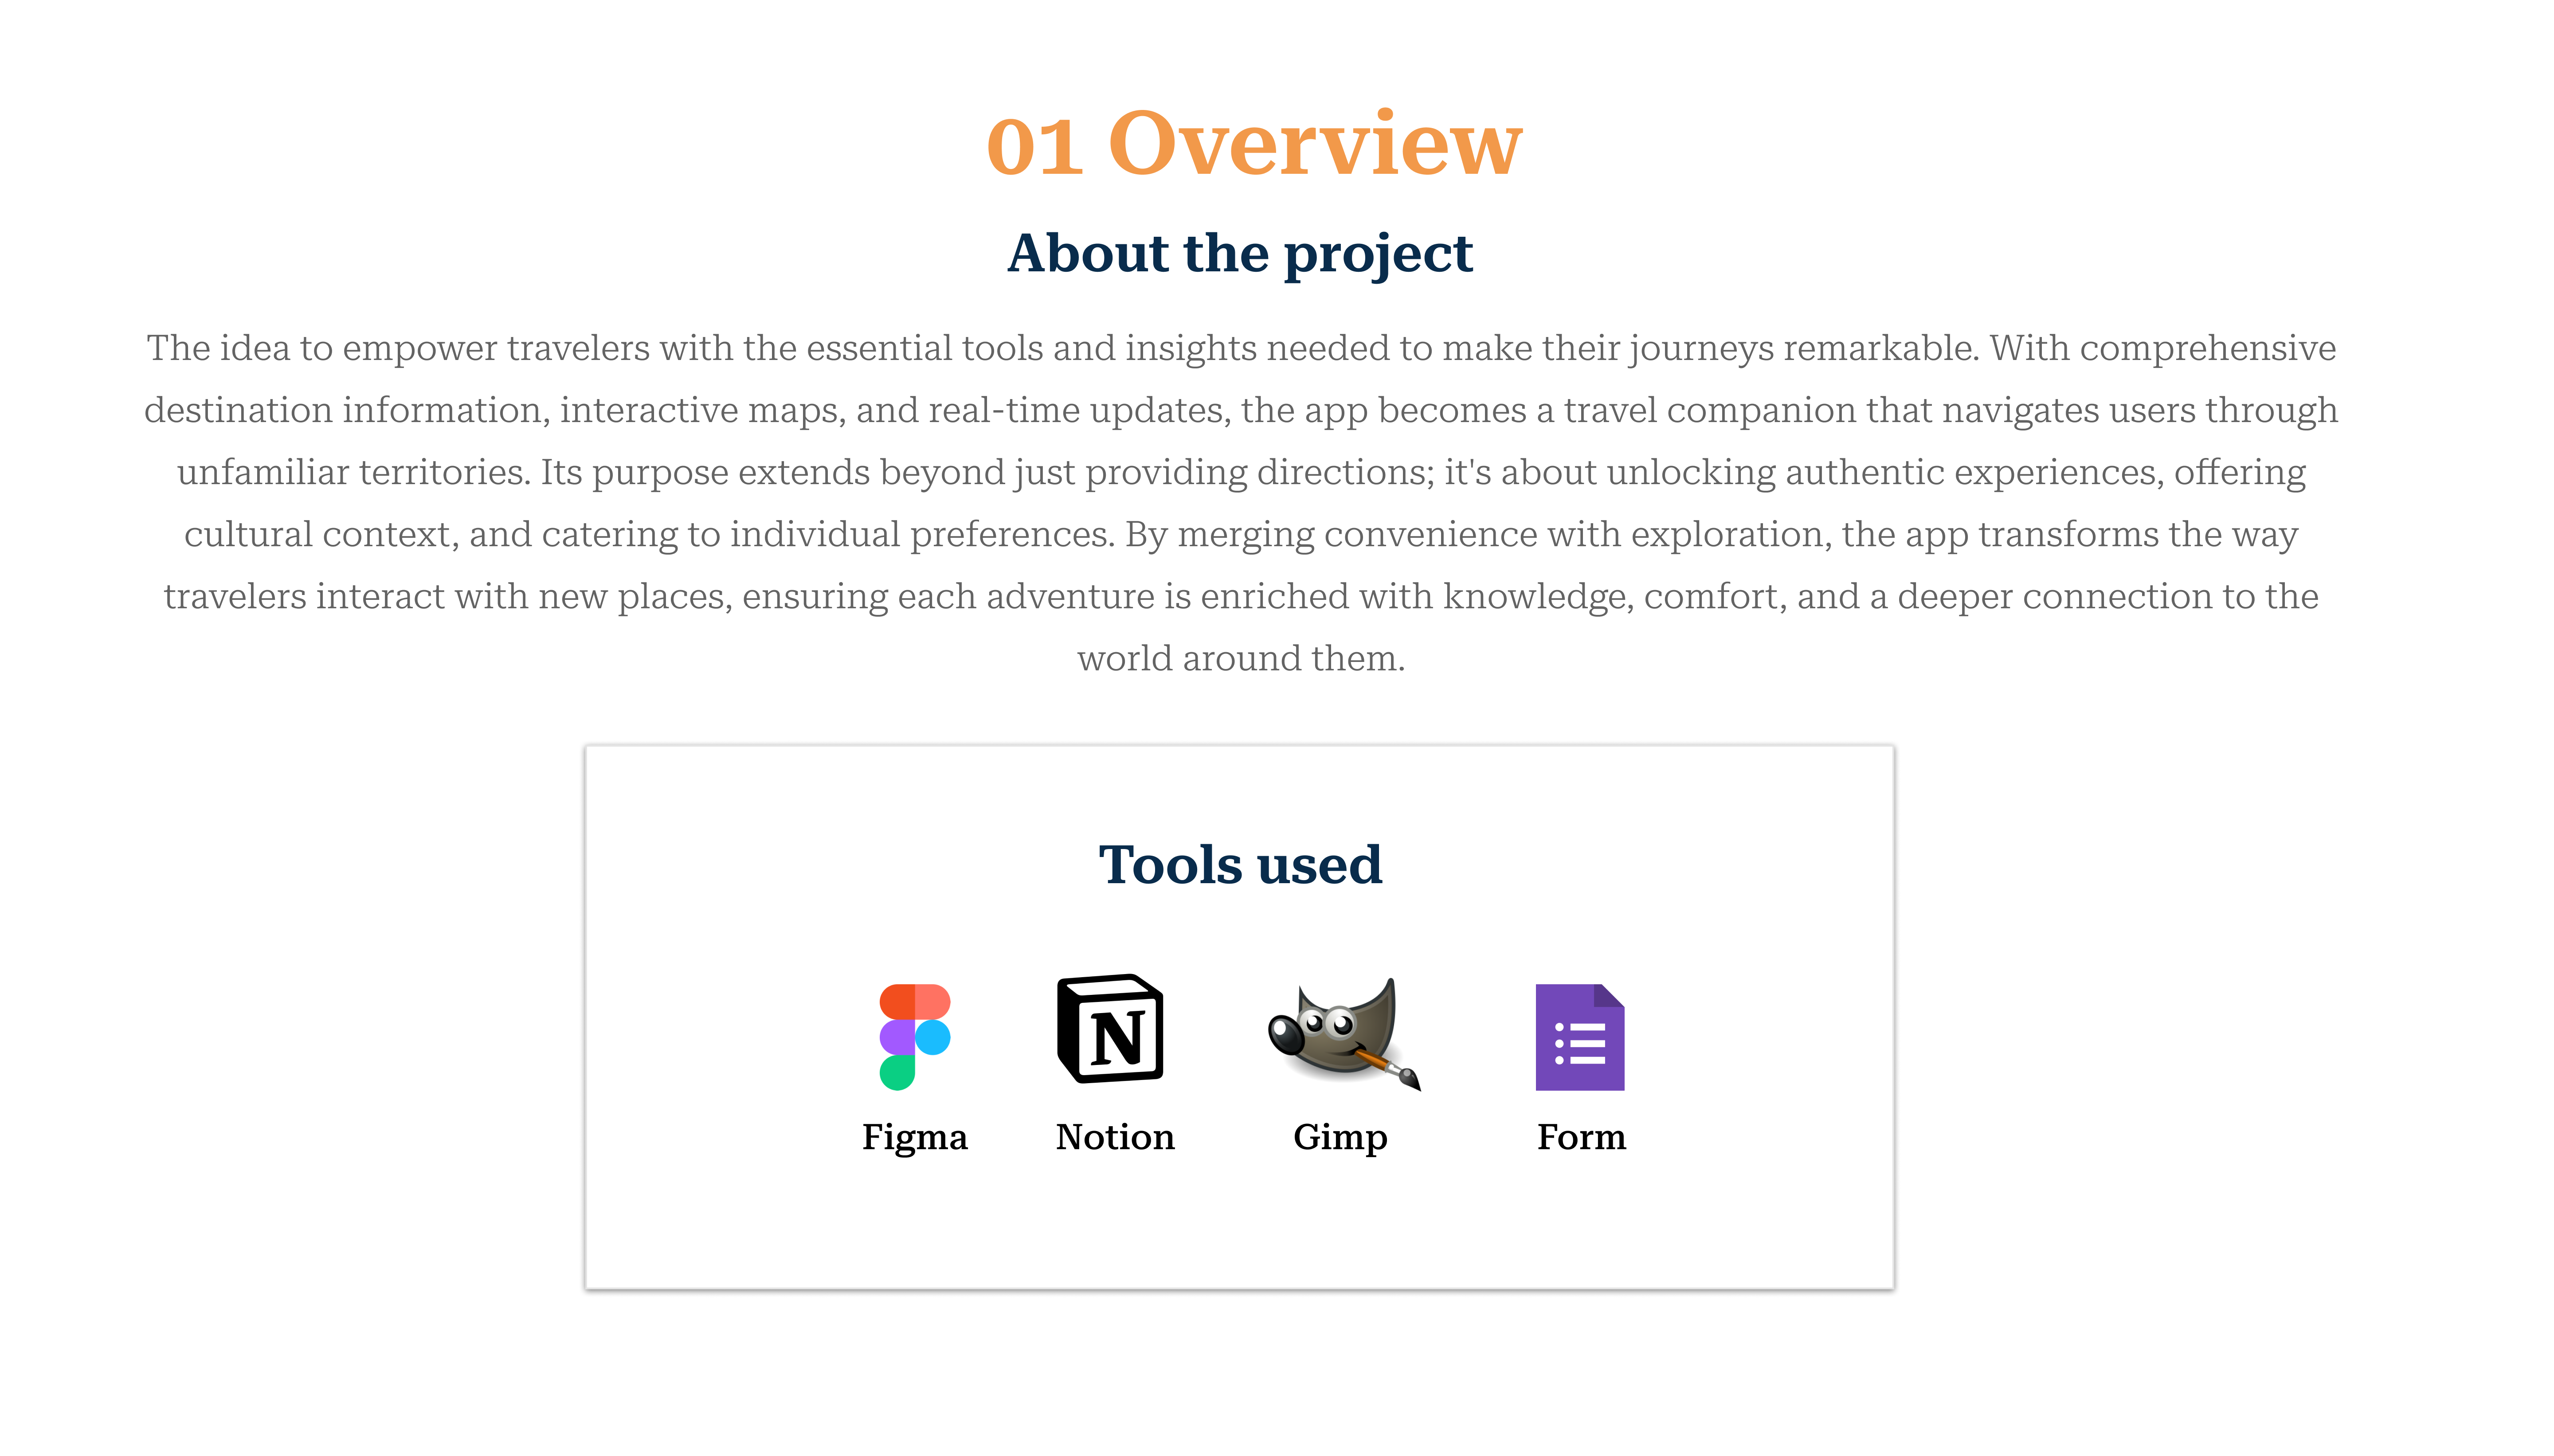 01 Overview
About the project
The idea to empower travelers with the essential tools and insights needed to make their journeys remarkable. With comprehensive
destination information, interactive maps, and real-time updates, the app becomes a travel companion that navigates users through
unfamiliar territories. Its purpose extends beyond just providing directions; it's about unlocking authentic experiences, offering
cultural context, and catering to individual preferences. By merging convenience with exploration, the app transforms the way
travelers interact with new places, ensuring each adventure is enriched with knowledge, comfort, and a deeper connection to the
world around them.
Tools used
N
Figma Notion Gimp Form